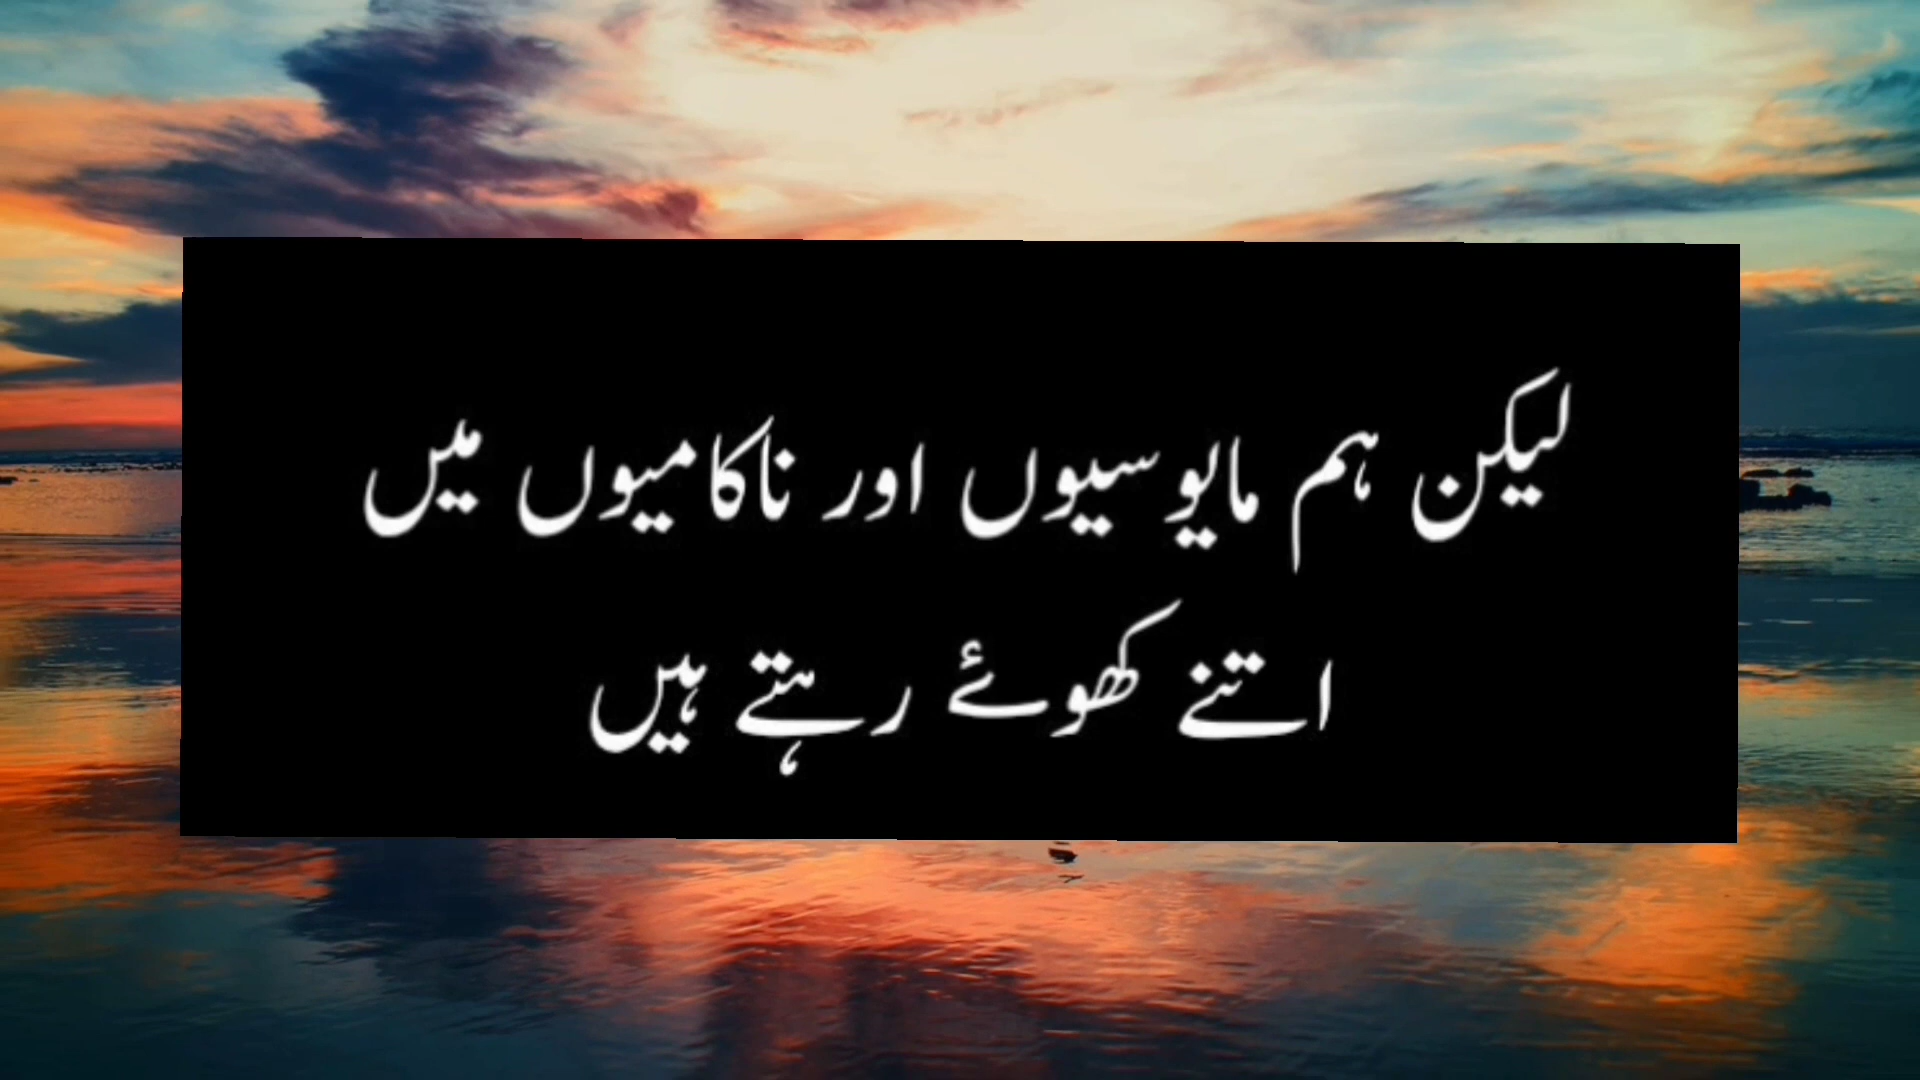 لیکن ہم مایوسیوں اور ناکامیوں میں
اتنے کھوئے رہتے ہیں